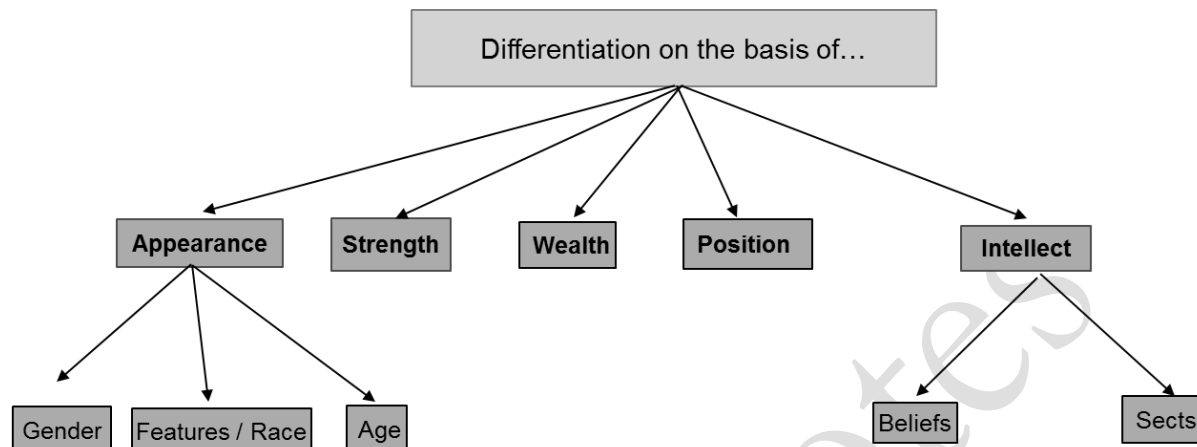 Differentiation on the basis of…
Appearance
Strength
Wealth
Position
Intellect
Gender
Features / Race
Age
Beliefs
Sects